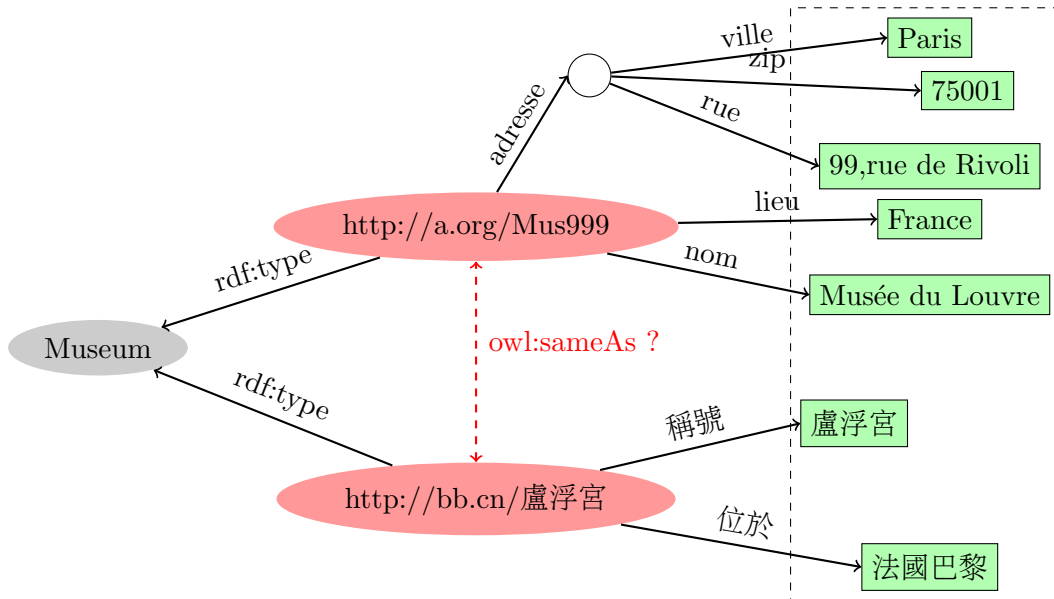 ville
Paris
zip
75001
adresse
rue
99,rue de Rivoli
http://a.org/Mus999
lieu
France
nom
Musée du Louvre
rdf:type
Museum
owl:sameAs ?
rdf:type
稱號
盧浮宮
http://bb.cn/盧浮宮
位於
法國巴黎